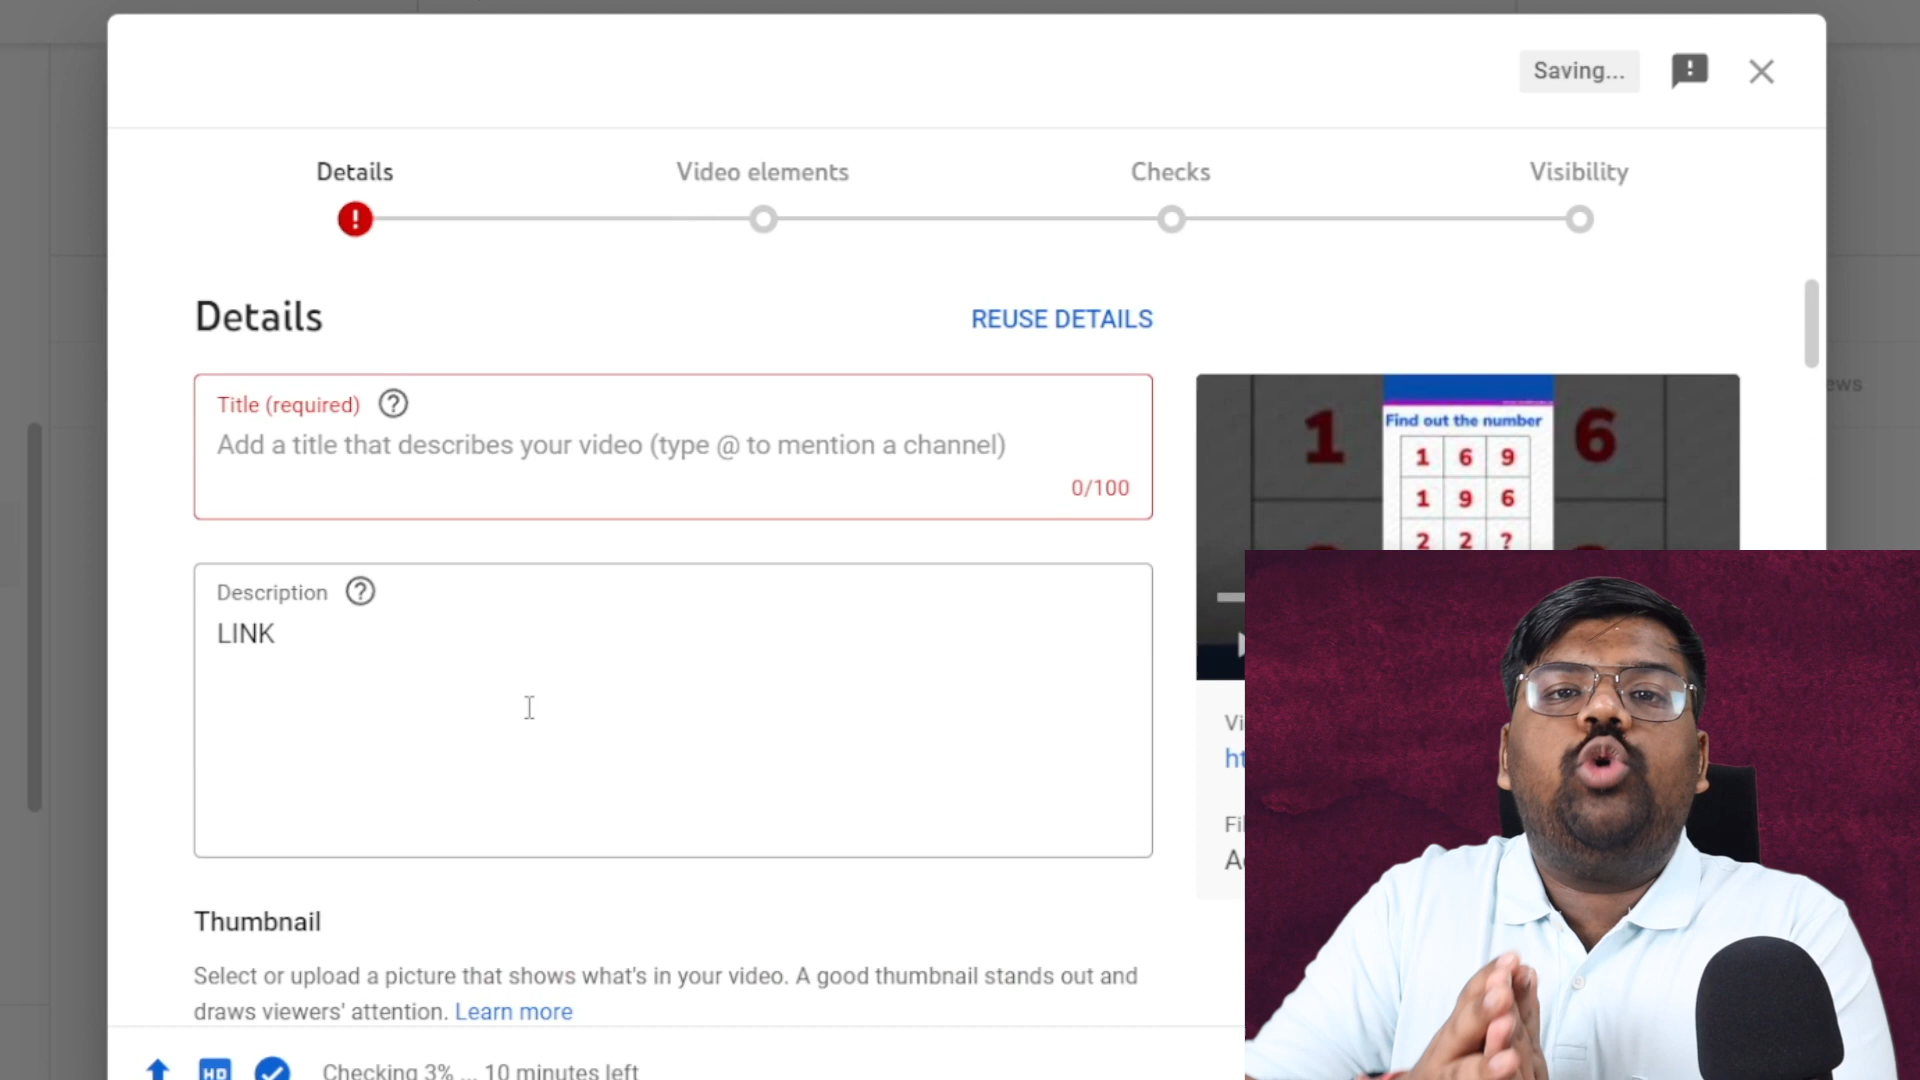 Saving...
Details
Video elements
Checks
Visibility
Details
REUSE DETAILS
Title (required)
Add a title that describes your video (type @ to mention a channel)
0/100
1
6
Find out the number
1 6 9
1 9 6
2 2 ?
Description
LINK
Thumbnail
Select or upload a picture that shows what's in your video. A good thumbnail stands out and
draws viewers' attention. Learn more
HD
Checking 3% ... 10 minutes left